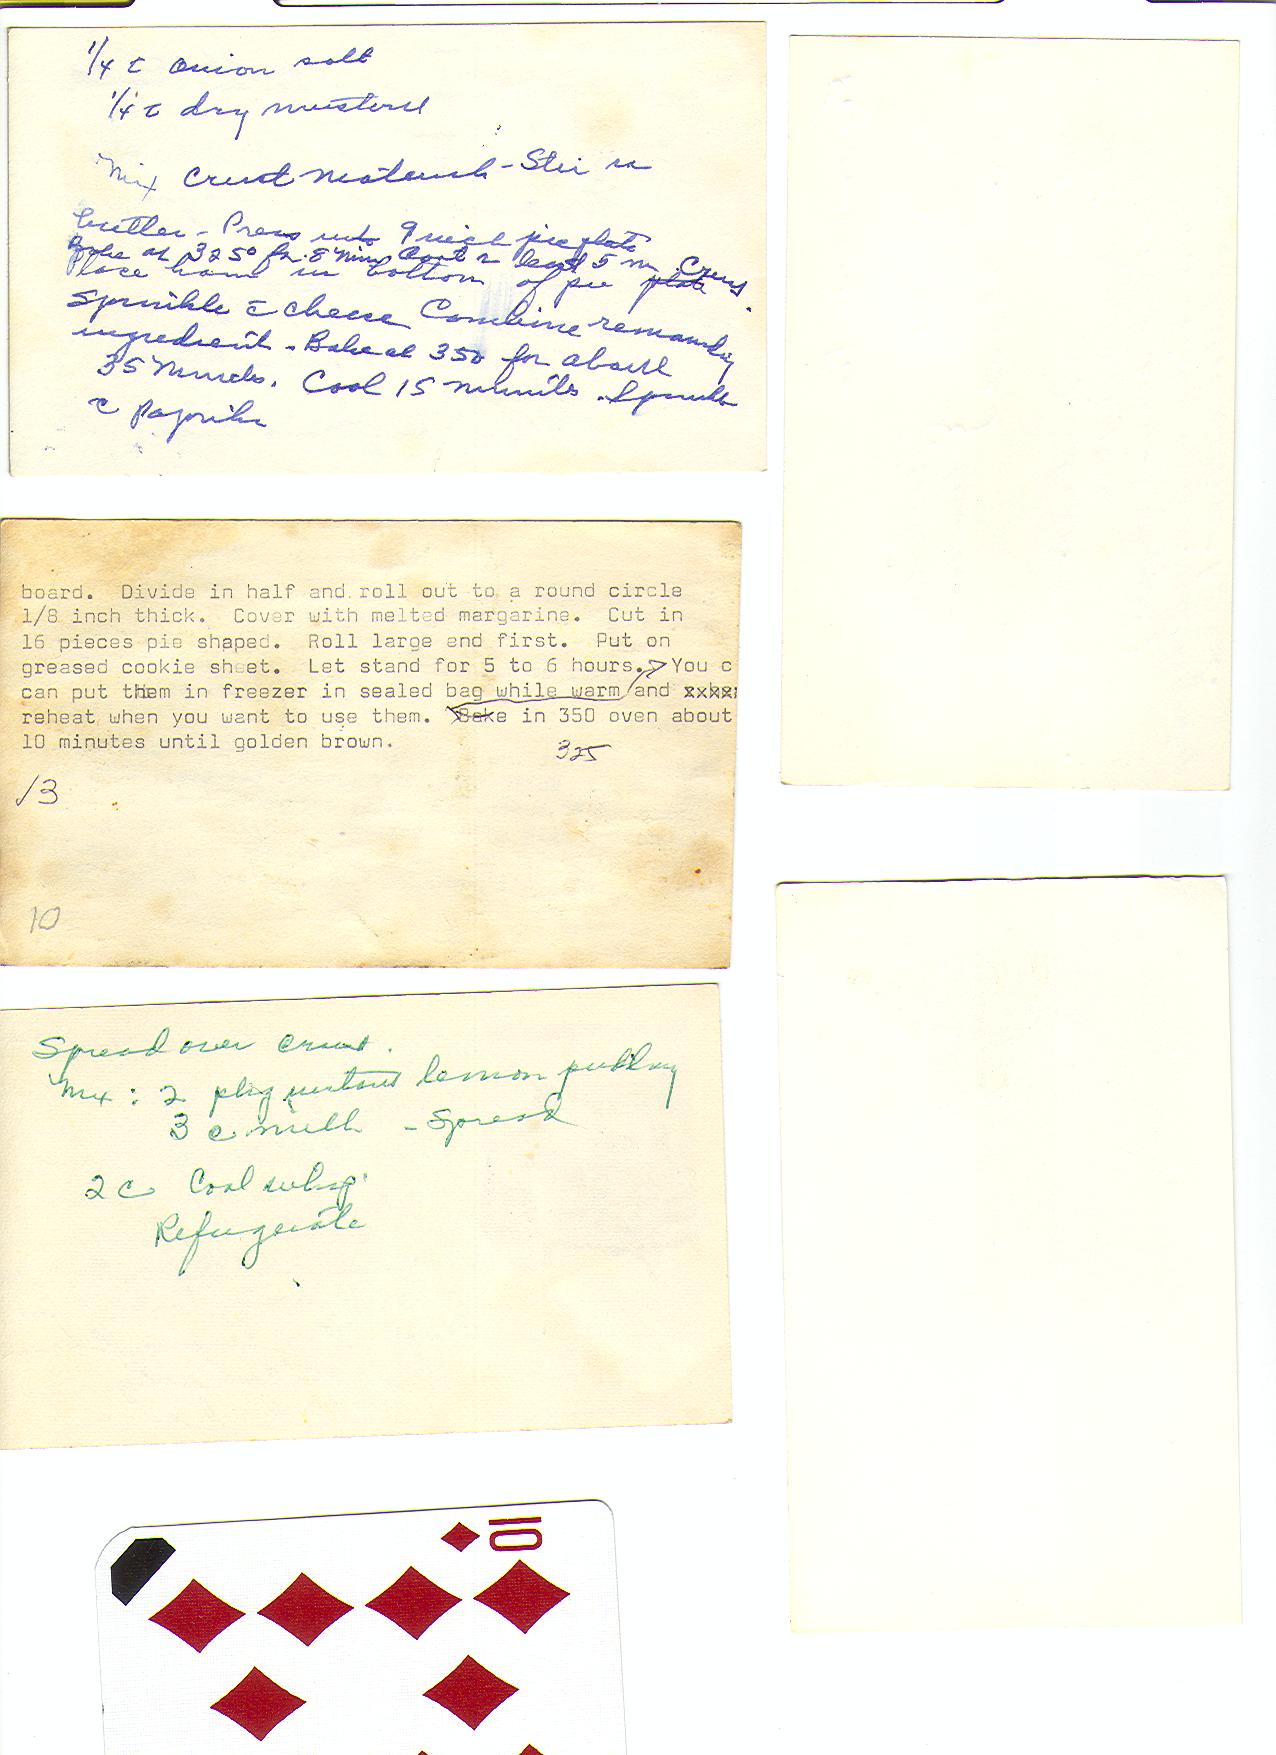 1/4 t onion salt
1/4 t dry mustard
Mix crust materials - Stir in
butter - Press into 9 inch pie plate
Bake at 325° for 8 min Cool at least 5 m
Place ham in bottom of pie plate.
Sprinkle c̄ cheese Combine remanding
ingredient - Bake at 350 for about
35 Minutes. Cool 15 minutes. Sprinkle
c̄ Paprika
board. Divide in half and roll out to a round circle
1/8 inch thick. Cover with melted margarine. Cut in
16 pieces pie shaped. Roll large end first. Put on
greased cookie sheet. Let stand for 5 to 6 hours. You c
can put them in freezer in sealed bag while warm and xxxx
reheat when you want to use them. Bake in 350 oven about
10 minutes until golden brown.
325
/3
10
Spread over crust.
Mix : 2 pkg instant lemon pudding
3 c milk - Spread
2 c Cool whip
Refrigerate
10